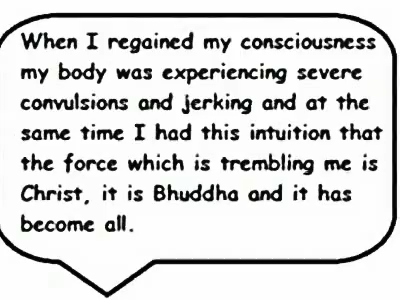 When I regained my consciousness
my body was experiencing severe
convulsions and jerking and at the
same time I had this intuition that
the force which is trembling me is
Christ, it is Bhuddha and it has
become all.